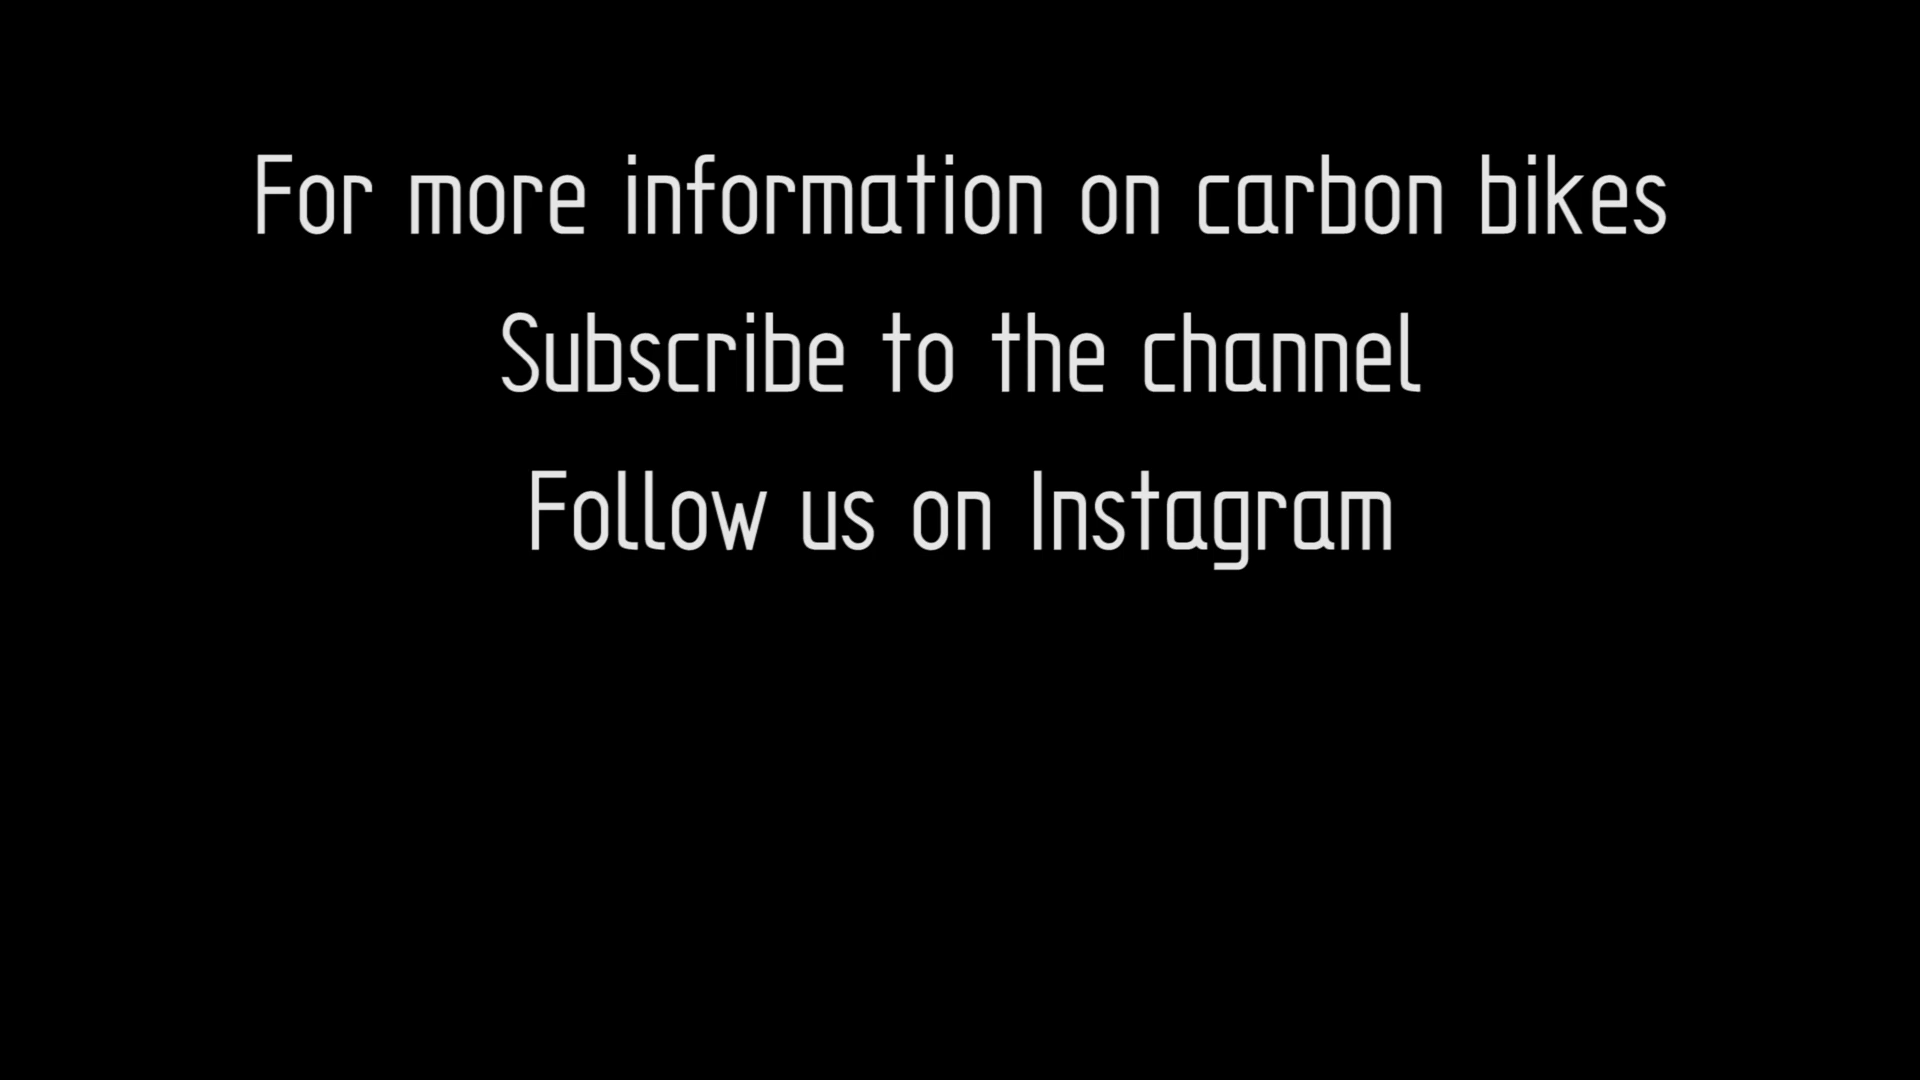 For more information on carbon bikes
Subscribe to the channel
Follow us on Instagram